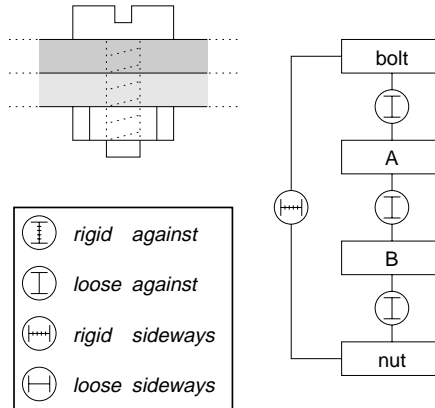 bolt
A
B
nut
rigid against
loose against
rigid sideways
loose sideways